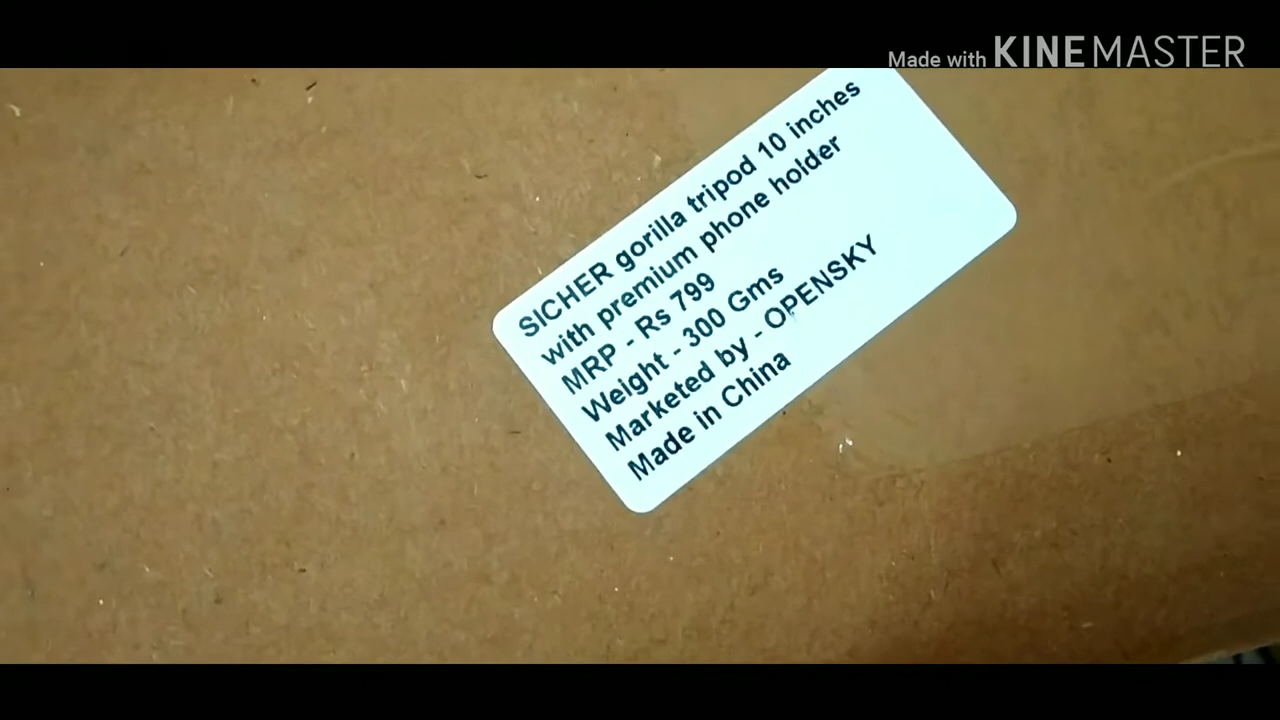 Made with KINEMASTER
SICHER gorilla tripod 10 inches
with premium phone holder
MRP - Rs 799
Weight - 300 Gms
Marketed by - OPENSKY
Made in China